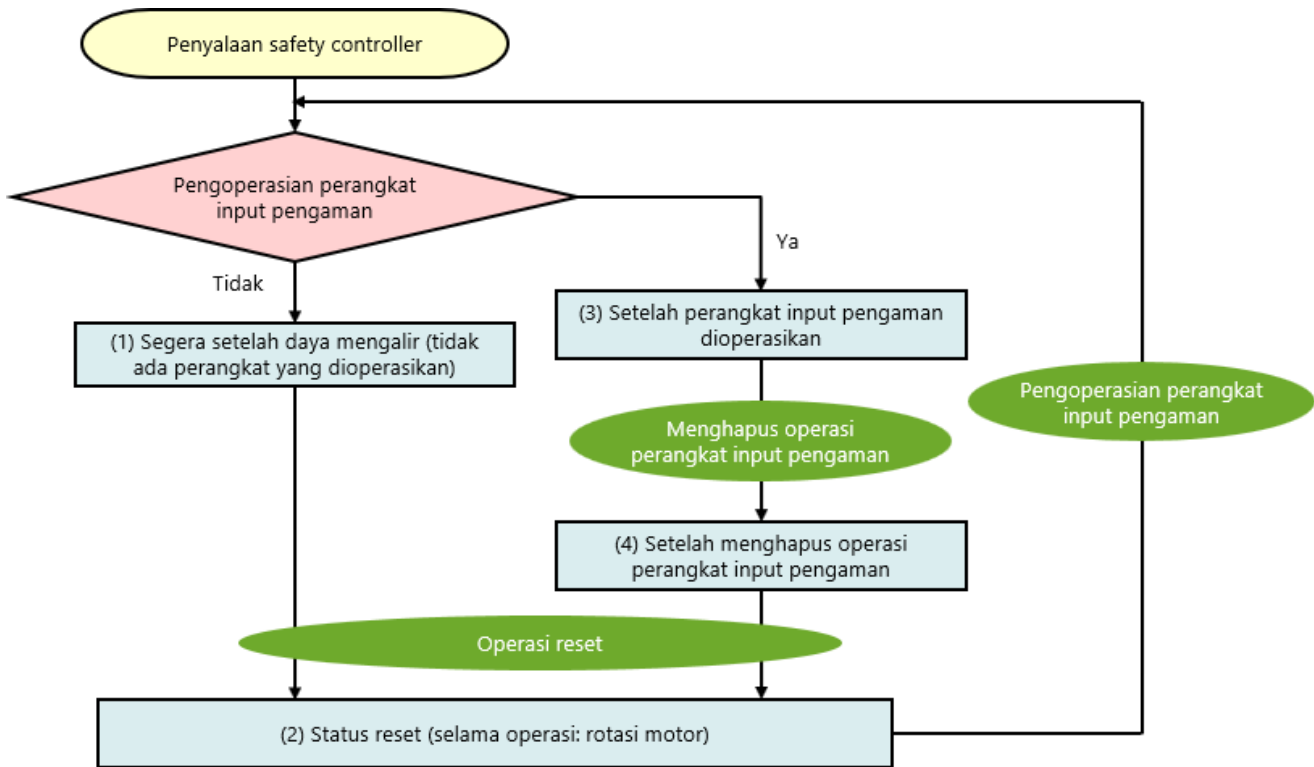 Penyalaan safety controller
Pengoperasian perangkat
input pengaman
Ya
Tidak
(1) Segera setelah daya mengalir (tidak
ada perangkat yang dioperasikan)
(3) Setelah perangkat input pengaman
dioperasikan
Pengoperasian perangkat
input pengaman
Menghapus operasi
perangkat input pengaman
(4) Setelah menghapus operasi
perangkat input pengaman
Operasi reset
(2) Status reset (selama operasi: rotasi motor)